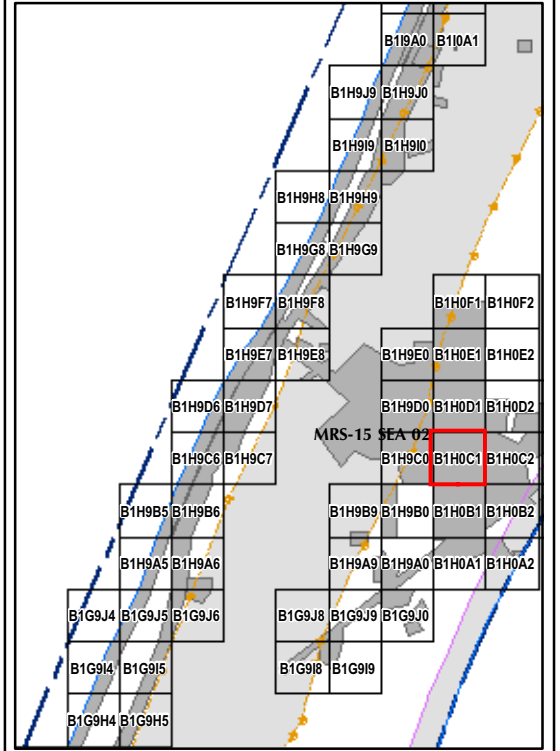 B1I9A0 B1I0A1
B1H9J9 B1H9J0
B1H9I9 B1H9I0
B1H9H8 B1H9H9
B1H9G8 B1H9G9
B1H9F7 B1H9F8 B1H0F1 B1H0F2
B1H9E7 B1H9E8 B1H9E0 B1H0E1 B1H0E2
B1H9D6 B1H9D7 B1H9D0 B1H0D1 B1H0D2
MRS-15 SEA 02
B1H9C6 B1H9C7 B1H9C0 B1H0C1 B1H0C2
B1H9B5 B1H9B6 B1H9B9 B1H9B0 B1H0B1 B1H0B2
B1H9A5 B1H9A6 B1H9A9 B1H9A0 B1H0A1 B1H0A2
B1G9J4 B1G9J5 B1G9J6 B1G9J8 B1G9J9 B1G9J0
B1G9I4 B1G9I5 B1G9I8 B1G9I9
B1G9H4 B1G9H5